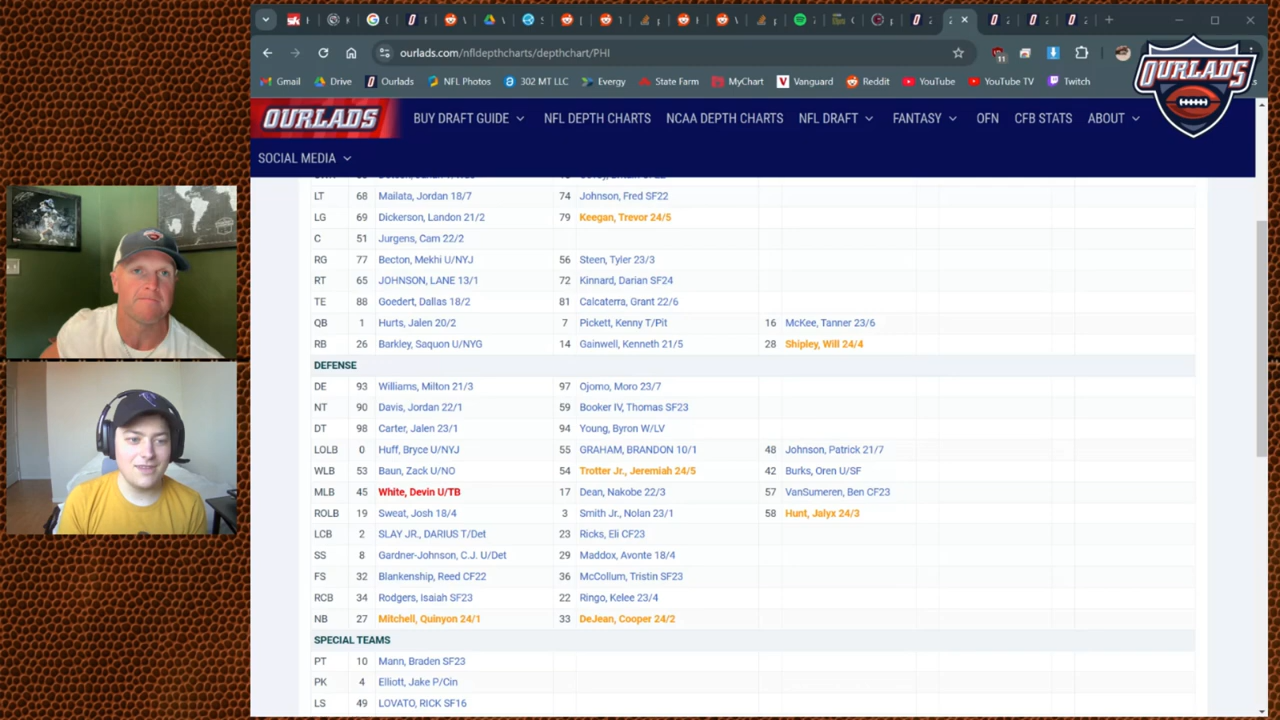 ourlads.com/nfldepthcharts/depthchart/PHI
11
Gmail Drive Ourlads NFL Photos 302 MT LLC Evergy State Farm MyChart Vanguard Reddit YouTube YouTube TV Twitch
OURLADS
OURLADS BUY DRAFT GUIDE NFL DEPTH CHARTS NCAA DEPTH CHARTS NFL DRAFT FANTASY OFN CFB STATS ABOUT
SOCIAL MEDIA
LT 68 Mailata, Jordan 18/7 74 Johnson, Fred SF22
LG 69 Dickerson, Landon 21/2 79 Keegan, Trevor 24/5
C 51 Jurgens, Cam 22/2
RG 77 Becton, Mekhi U/NYJ 56 Steen, Tyler 23/3
RT 65 JOHNSON, LANE 13/1 72 Kinnard, Darian SF24
TE 88 Goedert, Dallas 18/2 81 Calcaterra, Grant 22/6
QB 1 Hurts, Jalen 20/2 7 Pickett, Kenny T/Pit 16 McKee, Tanner 23/6
RB 26 Barkley, Saquon U/NYG 14 Gainwell, Kenneth 21/5 28 Shipley, Will 24/4
DEFENSE
DE 93 Williams, Milton 21/3 97 Ojomo, Moro 23/7
NT 90 Davis, Jordan 22/1 59 Booker IV, Thomas SF23
DT 98 Carter, Jalen 23/1 94 Young, Byron W/LV
LOLB 0 Huff, Bryce U/NYJ 55 GRAHAM, BRANDON 10/1 48 Johnson, Patrick 21/7
WLB 53 Baun, Zack U/NO 54 Trotter Jr., Jeremiah 24/5 42 Burks, Oren U/SF
MLB 45 White, Devin U/TB 17 Dean, Nakobe 22/3 57 VanSumeren, Ben CF23
ROLB 19 Sweat, Josh 18/4 3 Smith Jr., Nolan 23/1 58 Hunt, Jalyx 24/3
LCB 2 SLAY JR., DARIUS T/Det 23 Ricks, Eli CF23
SS 8 Gardner-Johnson, C.J. U/Det 29 Maddox, Avonte 18/4
FS 32 Blankenship, Reed CF22 36 McCollum, Tristin SF23
RCB 34 Rodgers, Isaiah SF23 22 Ringo, Kelee 23/4
NB 27 Mitchell, Quinyon 24/1 33 DeJean, Cooper 24/2
SPECIAL TEAMS
PT 10 Mann, Braden SF23
PK 4 Elliott, Jake P/Cin
LS 49 LOVATO, RICK SF16